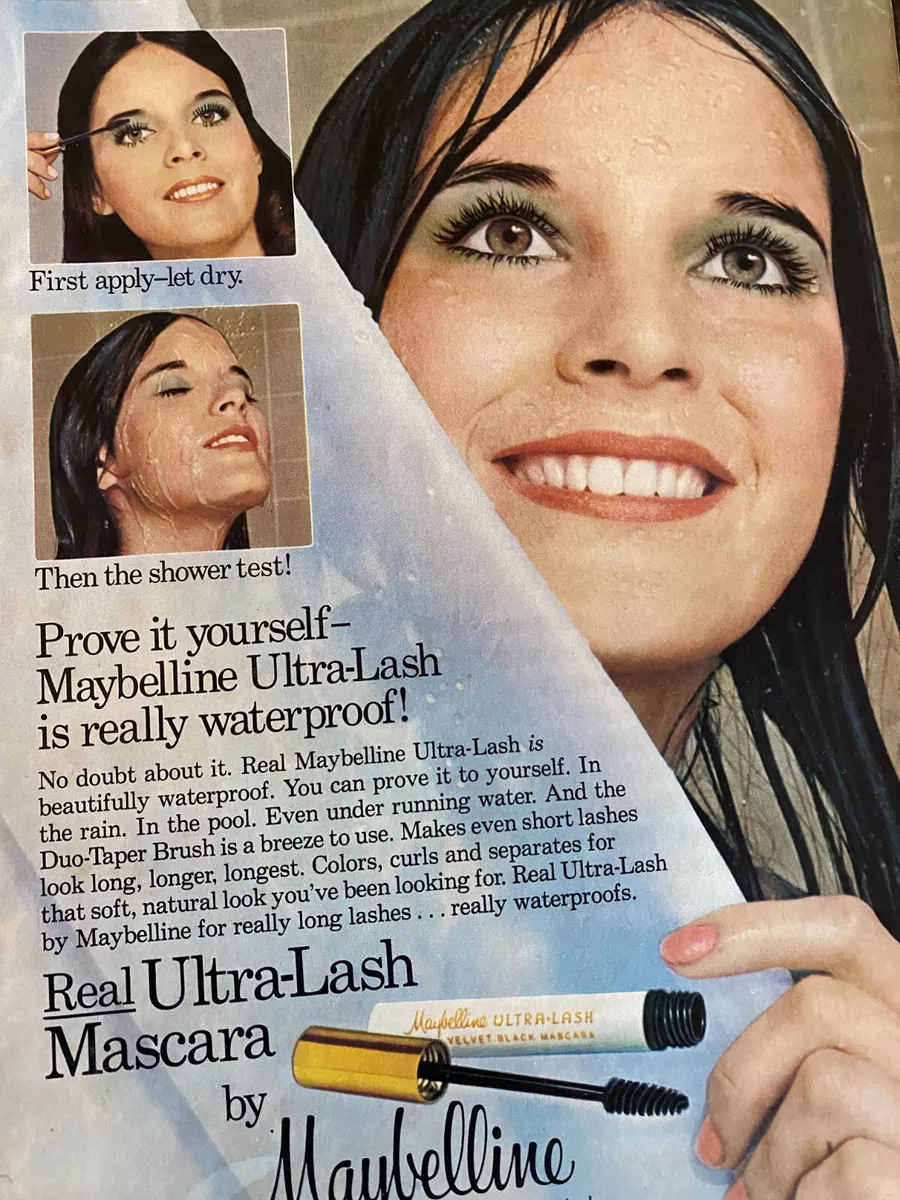 First apply–let dry.
Then the shower test!
Prove it yourself–
Maybelline Ultra-Lash
is really waterproof!
No doubt about it. Real Maybelline Ultra-Lash is
beautifully waterproof. You can prove it to yourself. In
the rain. In the pool. Even under running water. And the
Duo-Taper Brush is a breeze to use. Makes even short lashes
look long, longer, longest. Colors, curls and separates for
that soft, natural look you've been looking for. Real Ultra-Lash
by Maybelline for really long lashes . . . really waterproofs.
Real Ultra-Lash
Mascara
Maybelline ULTRA-LASH
VELVET BLACK MASCARA
by
Maybelline